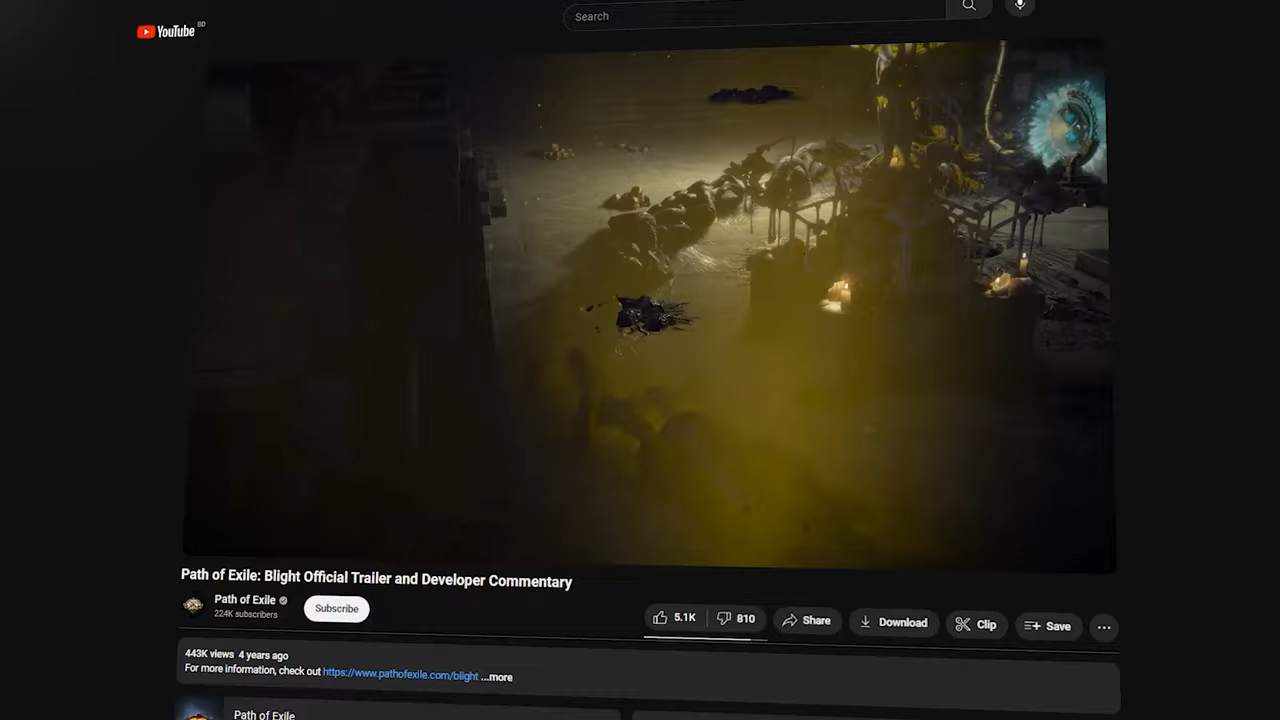 YouTube BD
Search
Path of Exile: Blight Official Trailer and Developer Commentary
Path of Exile
224K subscribers
Subscribe
5.1K
810
Share
Download
Clip
Save
443K views 4 years ago
For more information, check out https://www.pathofexile.com/blight ...more
Path of Exile